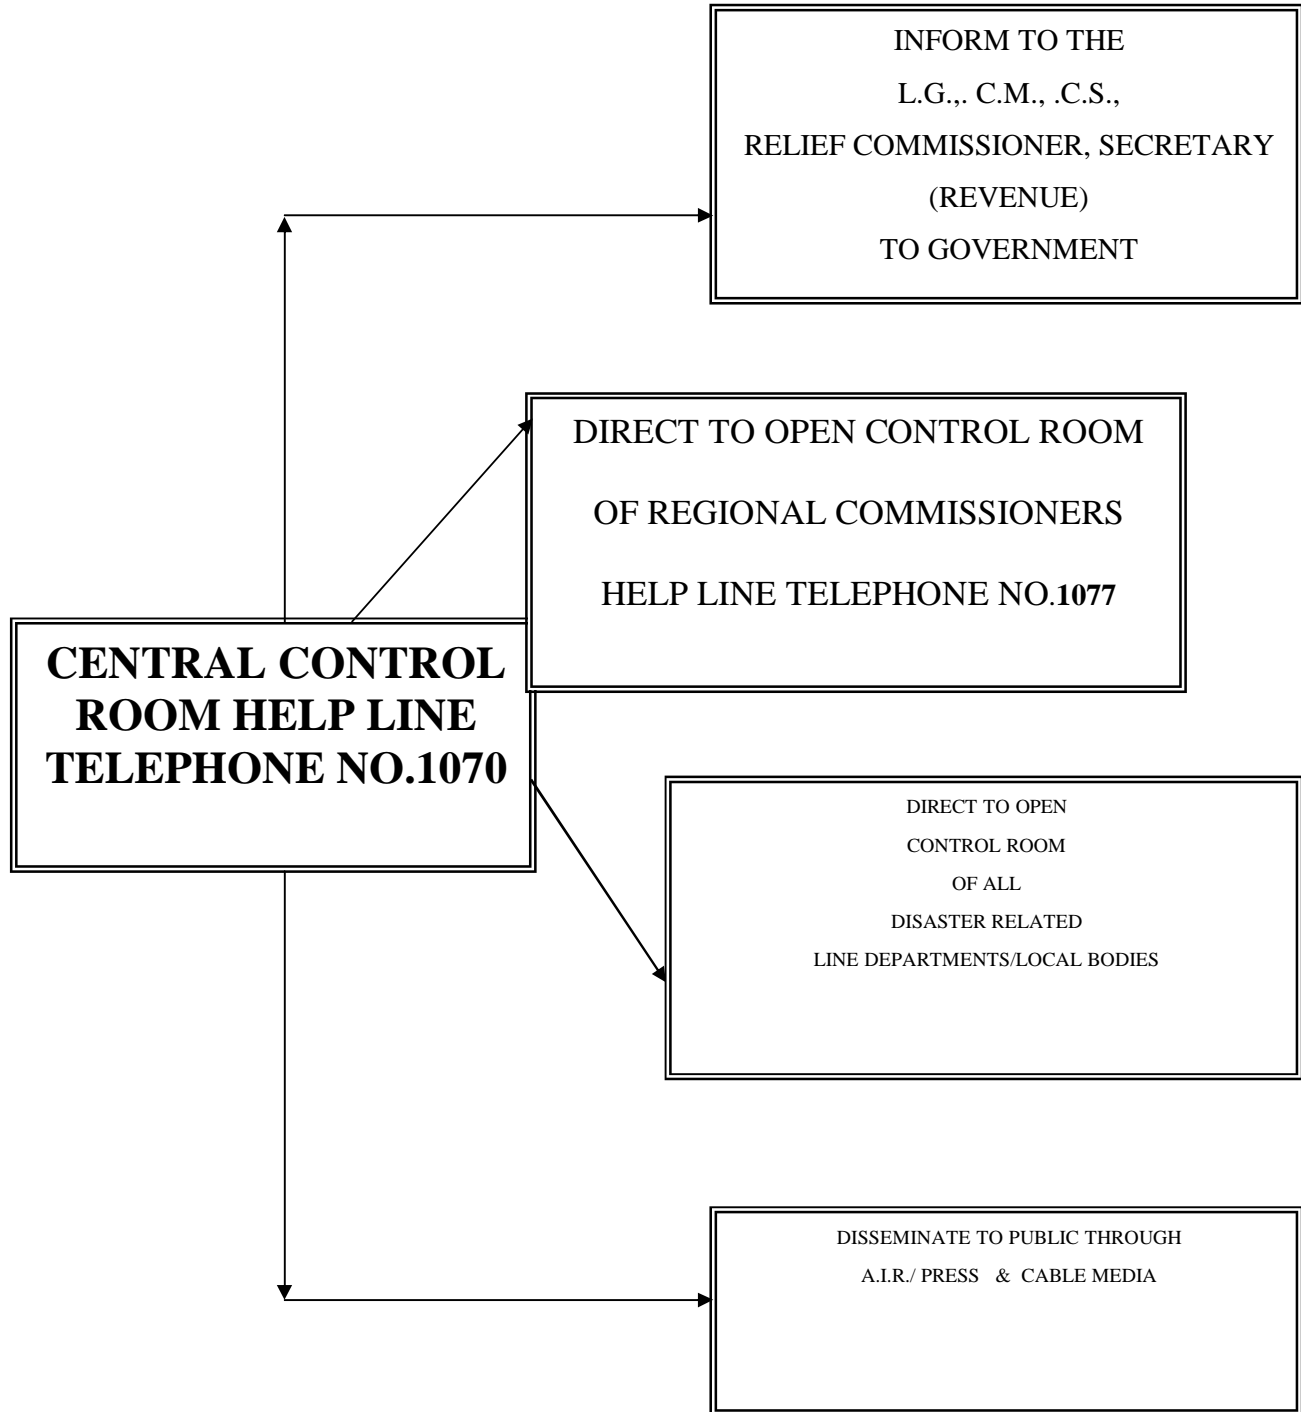 INFORM TO THE
L.G.,. C.M., .C.S.,
RELIEF COMMISSIONER, SECRETARY
(REVENUE)
TO GOVERNMENT
DIRECT TO OPEN CONTROL ROOM
OF REGIONAL COMMISSIONERS
HELP LINE TELEPHONE NO.1077
CENTRAL CONTROL
ROOM HELP LINE
TELEPHONE NO.1070
DIRECT TO OPEN
CONTROL ROOM
OF ALL
DISASTER RELATED
LINE DEPARTMENTS/LOCAL BODIES
DISSEMINATE TO PUBLIC THROUGH
A.I.R./ PRESS & CABLE MEDIA